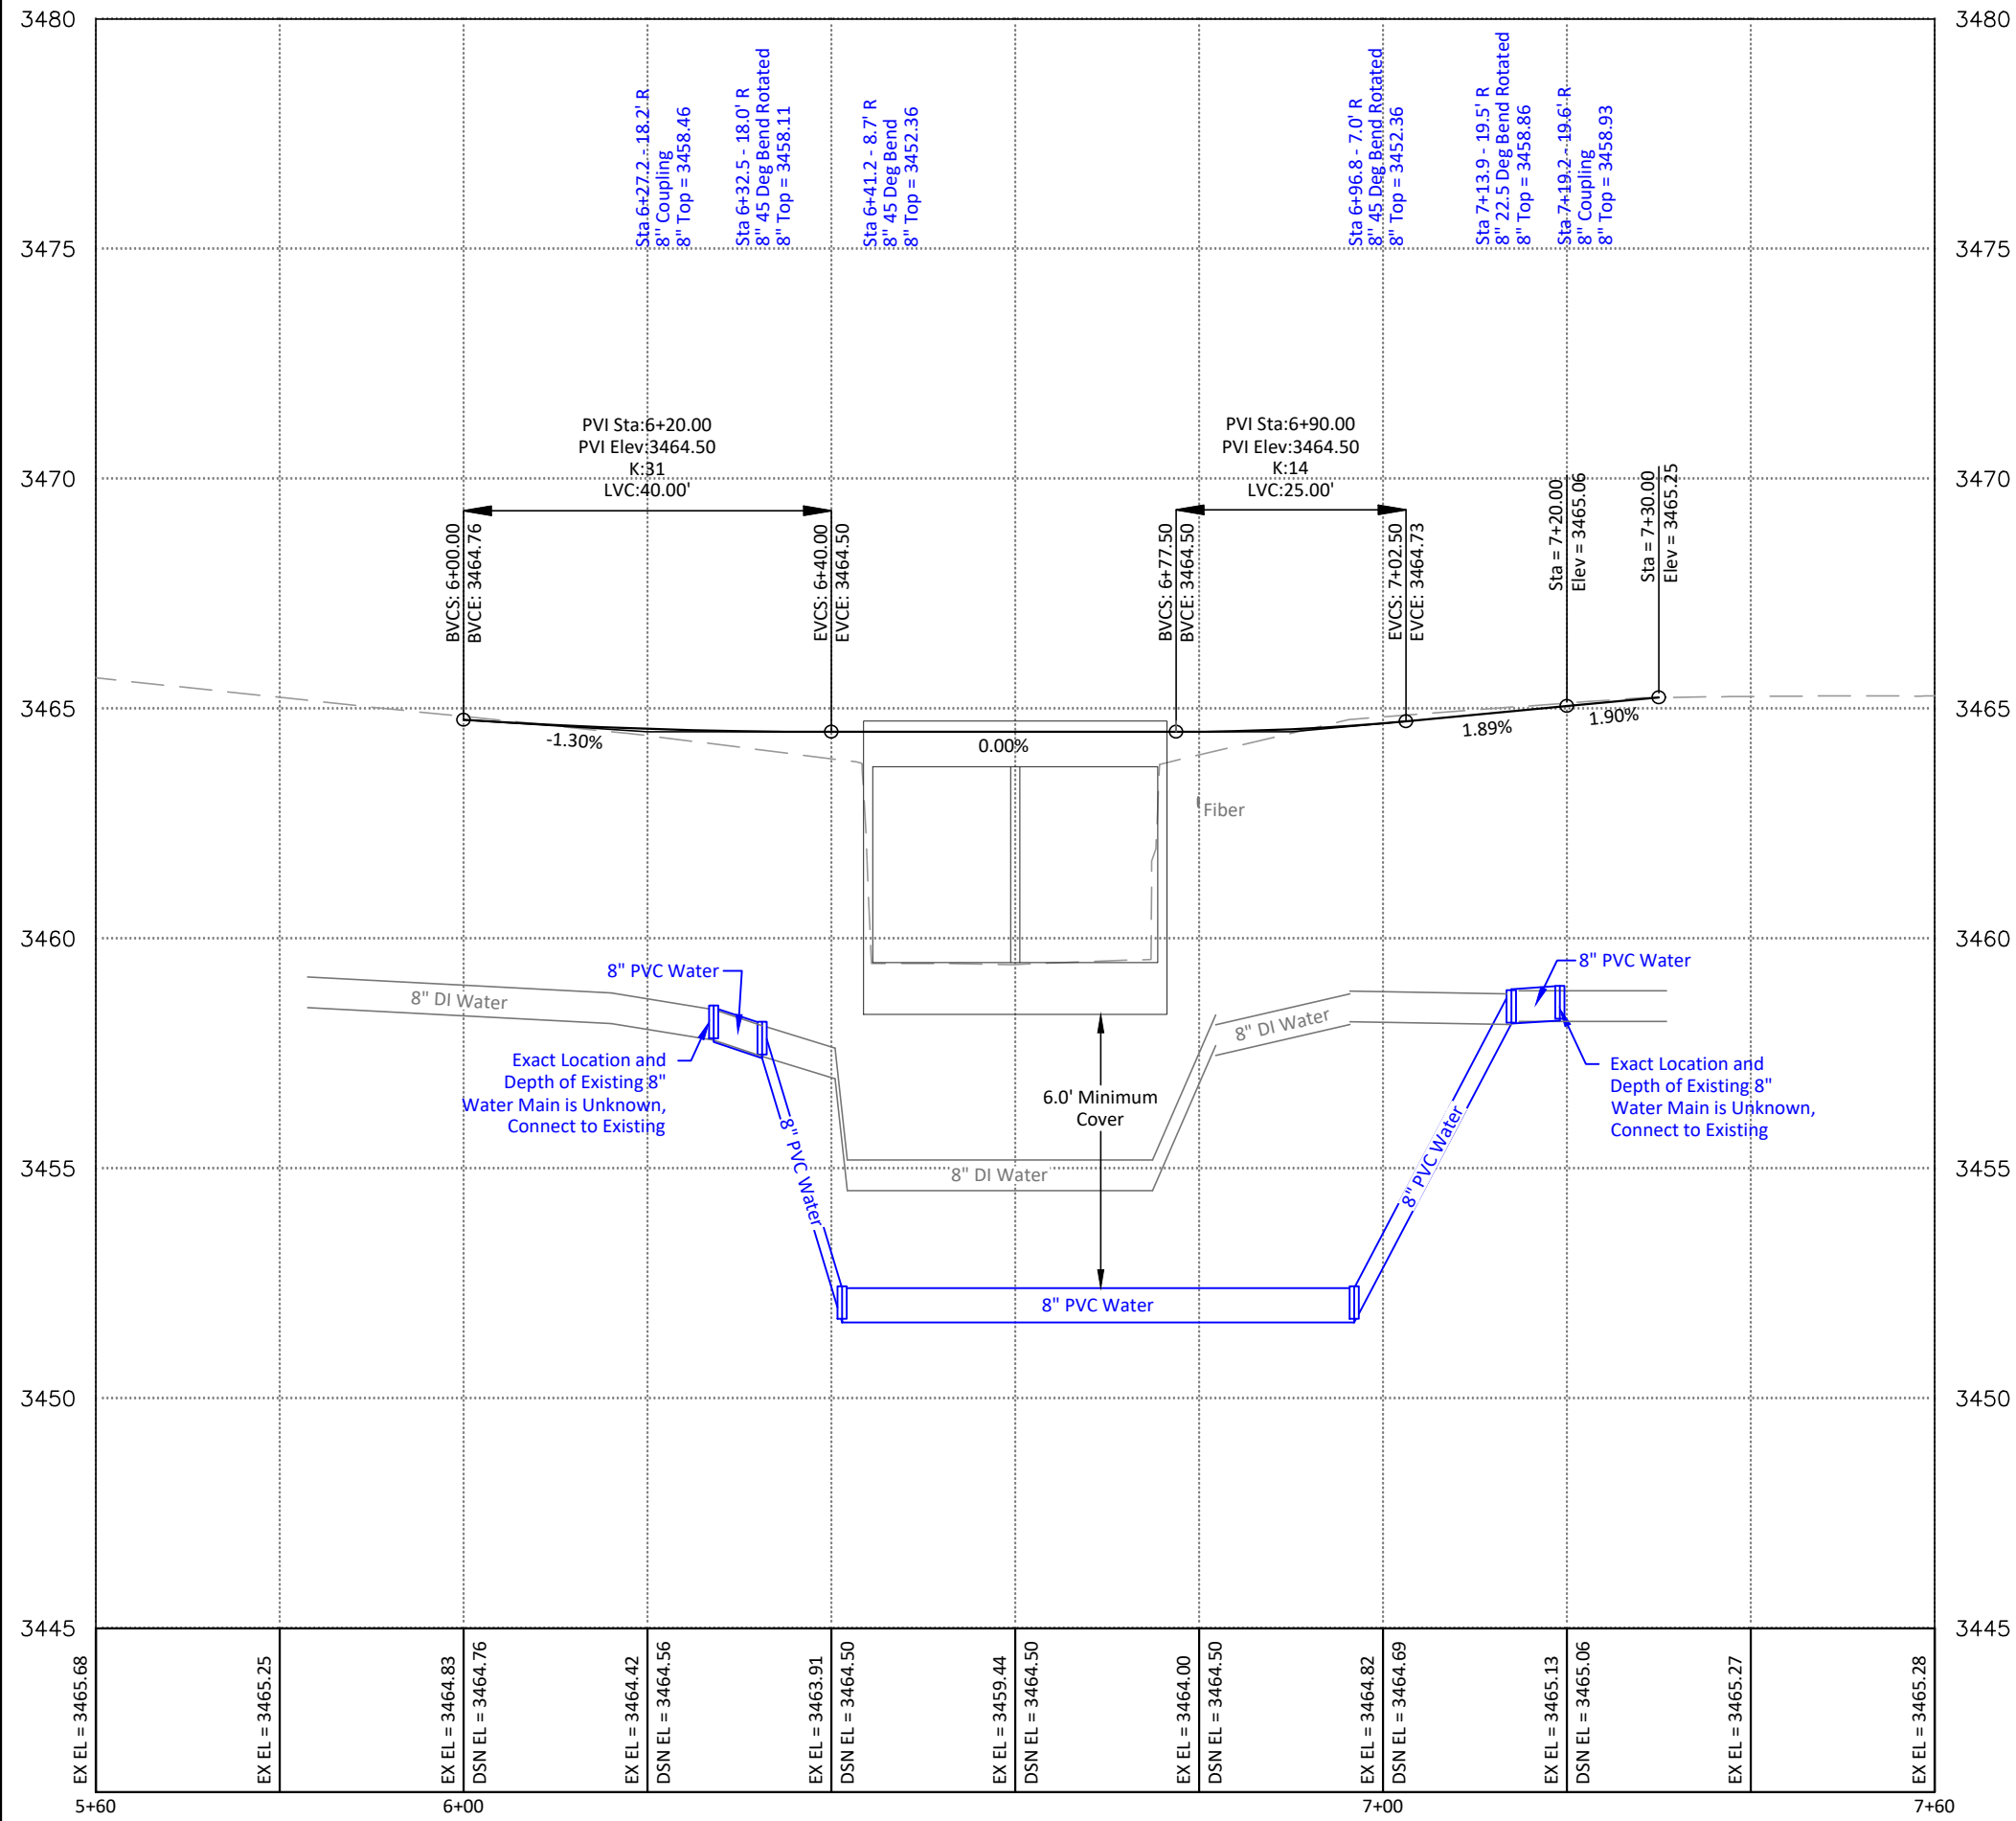 3480
3480
Sta 6+27.2 - 18.2' R
8" Coupling
8" Top = 3458.46
Sta 6+32.5 - 18.0' R
8" 45 Deg Bend Rotated
8" Top = 3458.11
Sta 6+41.2 - 8.7' R
8" 45 Deg Bend
8" Top = 3452.36
Sta 6+96.8 - 7.0' R
8" 45 Deg Bend Rotated
8" Top = 3452.36
Sta 7+13.9 - 19.5' R
8" 22.5 Deg Bend Rotated
8" Top = 3458.86
Sta 7+19.2 - 19.6' R
8" Coupling
8" Top = 3458.93
3475
3475
PVI Sta:6+20.00
PVI Elev:3464.50
K:31
LVC:40.00'
PVI Sta:6+90.00
PVI Elev:3464.50
K:14
LVC:25.00'
3470
3470
BVCS: 6+00.00
BVCE: 3464.76
EVCS: 6+40.00
EVCE: 3464.50
BVCS: 6+77.50
BVCE: 3464.50
EVCS: 7+02.50
EVCE: 3464.73
Sta = 7+20.00
Elev = 3465.06
Sta = 7+30.00
Elev = 3465.25
3465
3465
-1.30%
0.00%
1.89%
1.90%
Fiber
3460
3460
8" DI Water
8" PVC Water
8" PVC Water
8" DI Water
Exact Location and
Depth of Existing 8"
Water Main is Unknown,
Connect to Existing
6.0' Minimum
Cover
Exact Location and
Depth of Existing 8"
Water Main is Unknown,
Connect to Existing
8" PVC Water
8" DI Water
8" PVC Water
3455
3455
8" PVC Water
3450
3450
3445
3445
EX EL = 3465.68
EX EL = 3465.25
EX EL = 3464.83
DSN EL = 3464.76
EX EL = 3464.42
DSN EL = 3464.56
EX EL = 3463.91
DSN EL = 3464.50
EX EL = 3459.44
DSN EL = 3464.50
EX EL = 3464.00
DSN EL = 3464.50
EX EL = 3464.82
DSN EL = 3464.69
EX EL = 3465.13
DSN EL = 3465.06
EX EL = 3465.27
EX EL = 3465.28
5+60
6+00
7+00
7+60